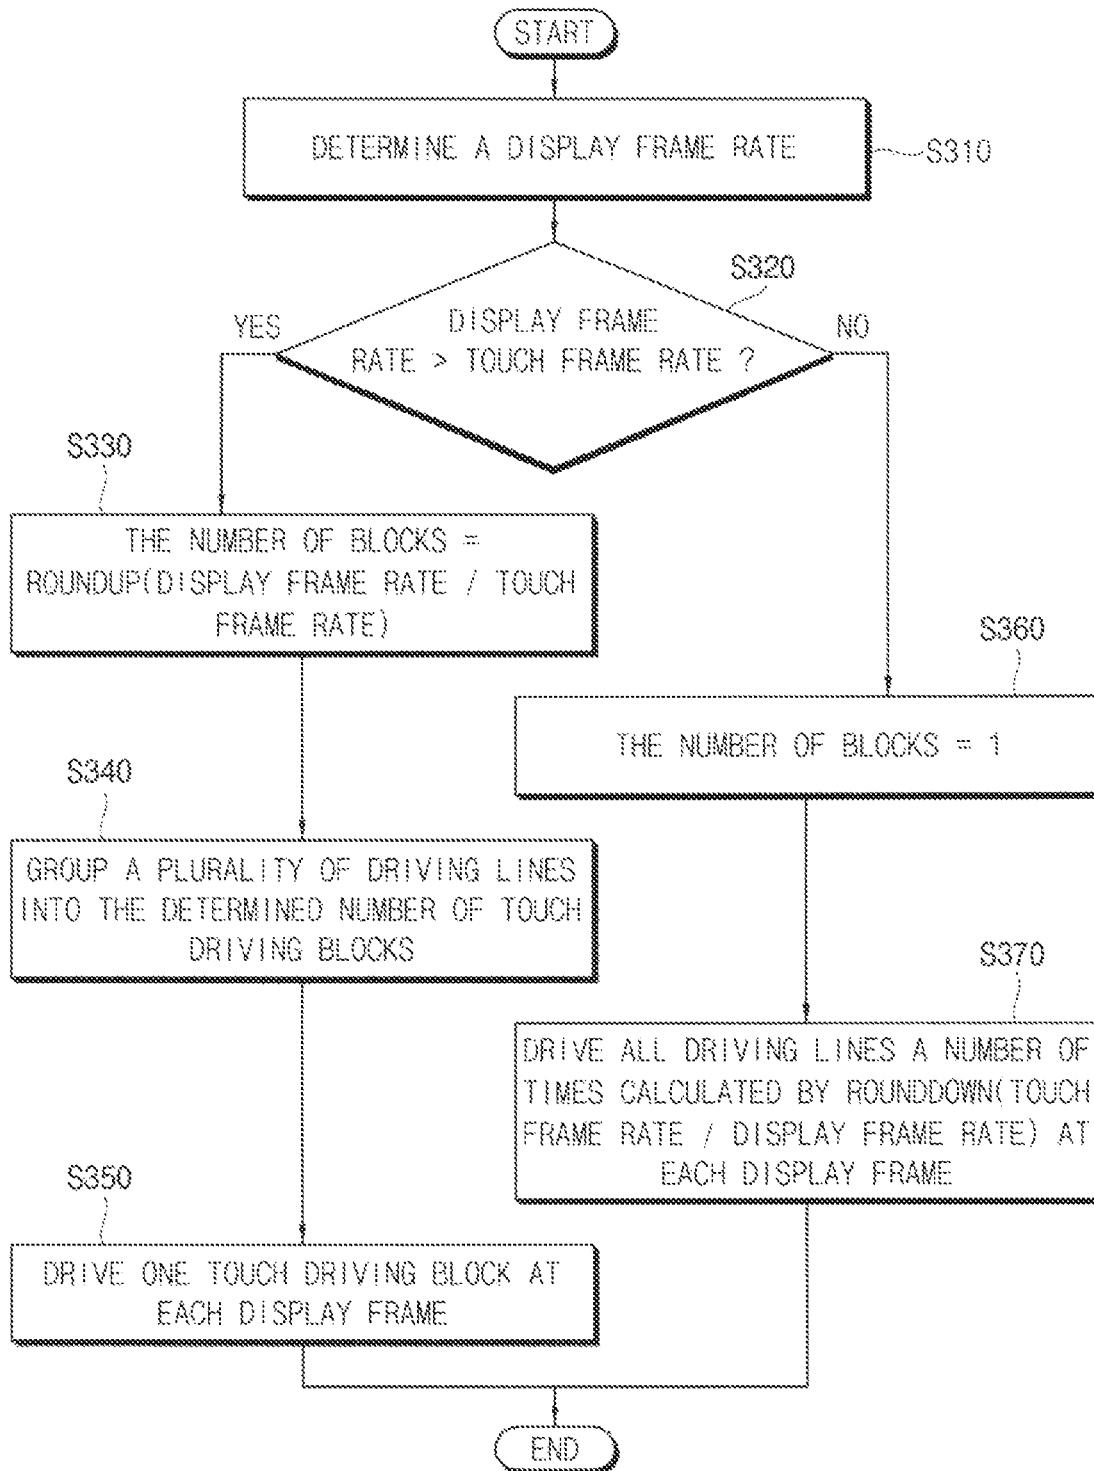 START
DETERMINE A DISPLAY FRAME RATE
S310
S320
DISPLAY FRAME
RATE > TOUCH FRAME RATE ?
YES
NO
S330
THE NUMBER OF BLOCKS =
ROUNDUP(DISPLAY FRAME RATE / TOUCH
FRAME RATE)
S360
THE NUMBER OF BLOCKS = 1
S340
GROUP A PLURALITY OF DRIVING LINES
INTO THE DETERMINED NUMBER OF TOUCH
DRIVING BLOCKS
S370
DRIVE ALL DRIVING LINES A NUMBER OF
TIMES CALCULATED BY ROUNDDOWN(TOUCH
FRAME RATE / DISPLAY FRAME RATE) AT
EACH DISPLAY FRAME
S350
DRIVE ONE TOUCH DRIVING BLOCK AT
EACH DISPLAY FRAME
END